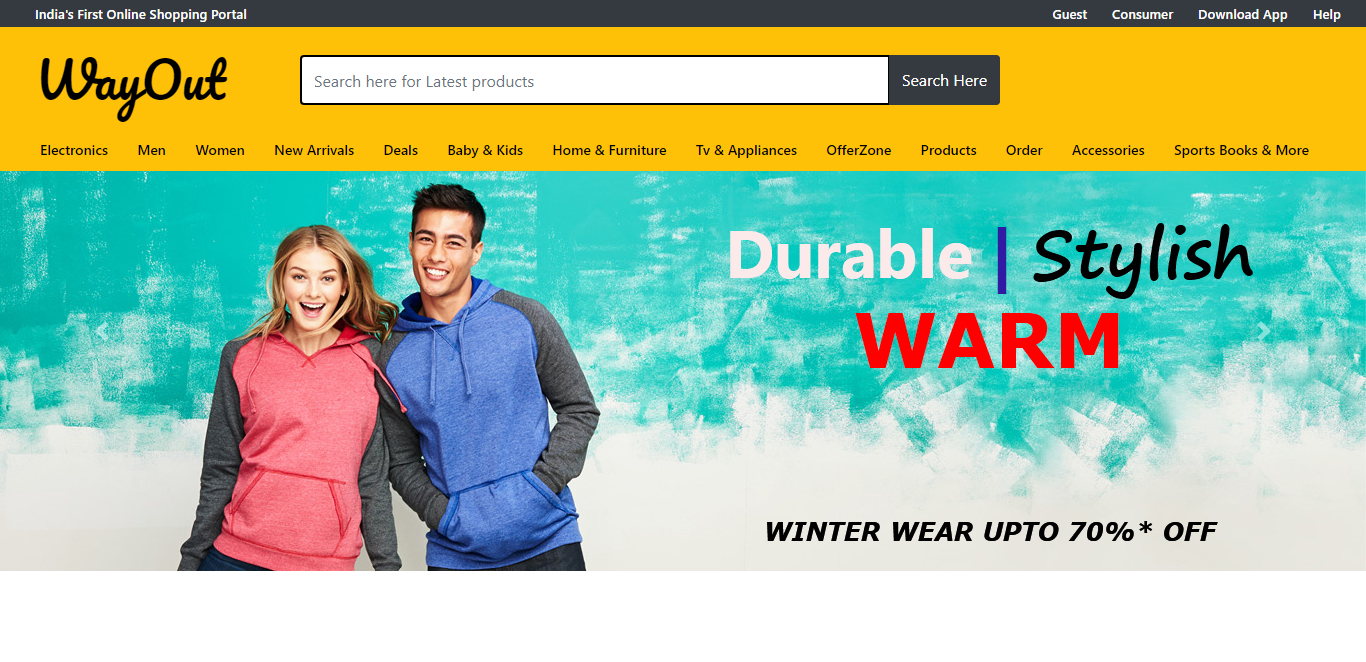 India's First Online Shopping Portal Guest Consumer Download App Help
WayOut
Search here for Latest products Search Here
Electronics Men Women New Arrivals Deals Baby & Kids Home & Furniture Tv & Appliances OfferZone Products Order Accessories Sports Books & More
Durable | Stylish
WARM
WINTER WEAR UPTO 70%* OFF